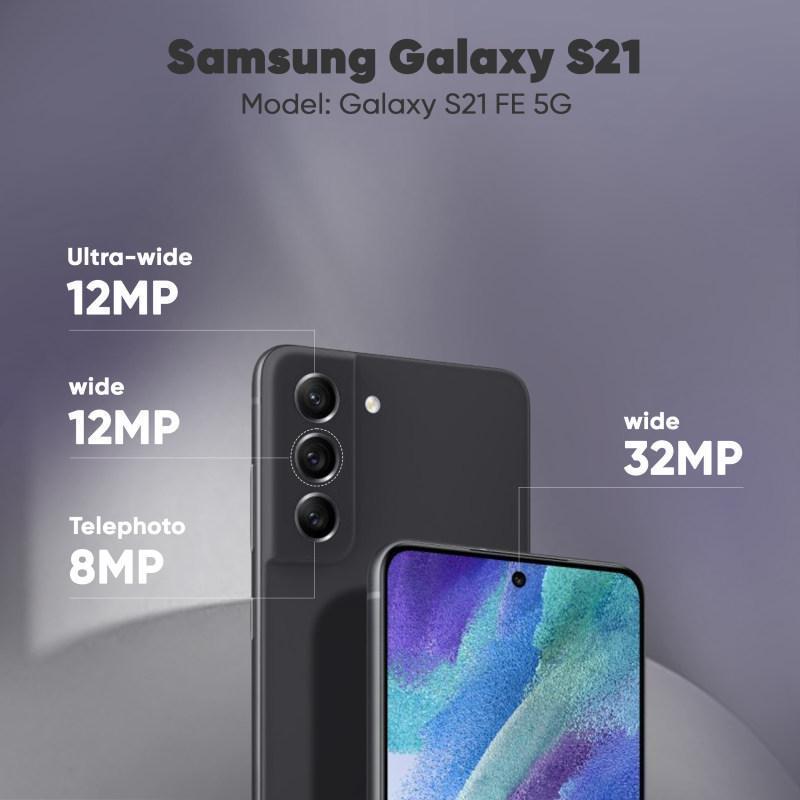 Samsung Galaxy S21
Model: Galaxy S21 FE 5G
Ultra-wide
12MP
wide
12MP
Telephoto
8MP
wide
32MP